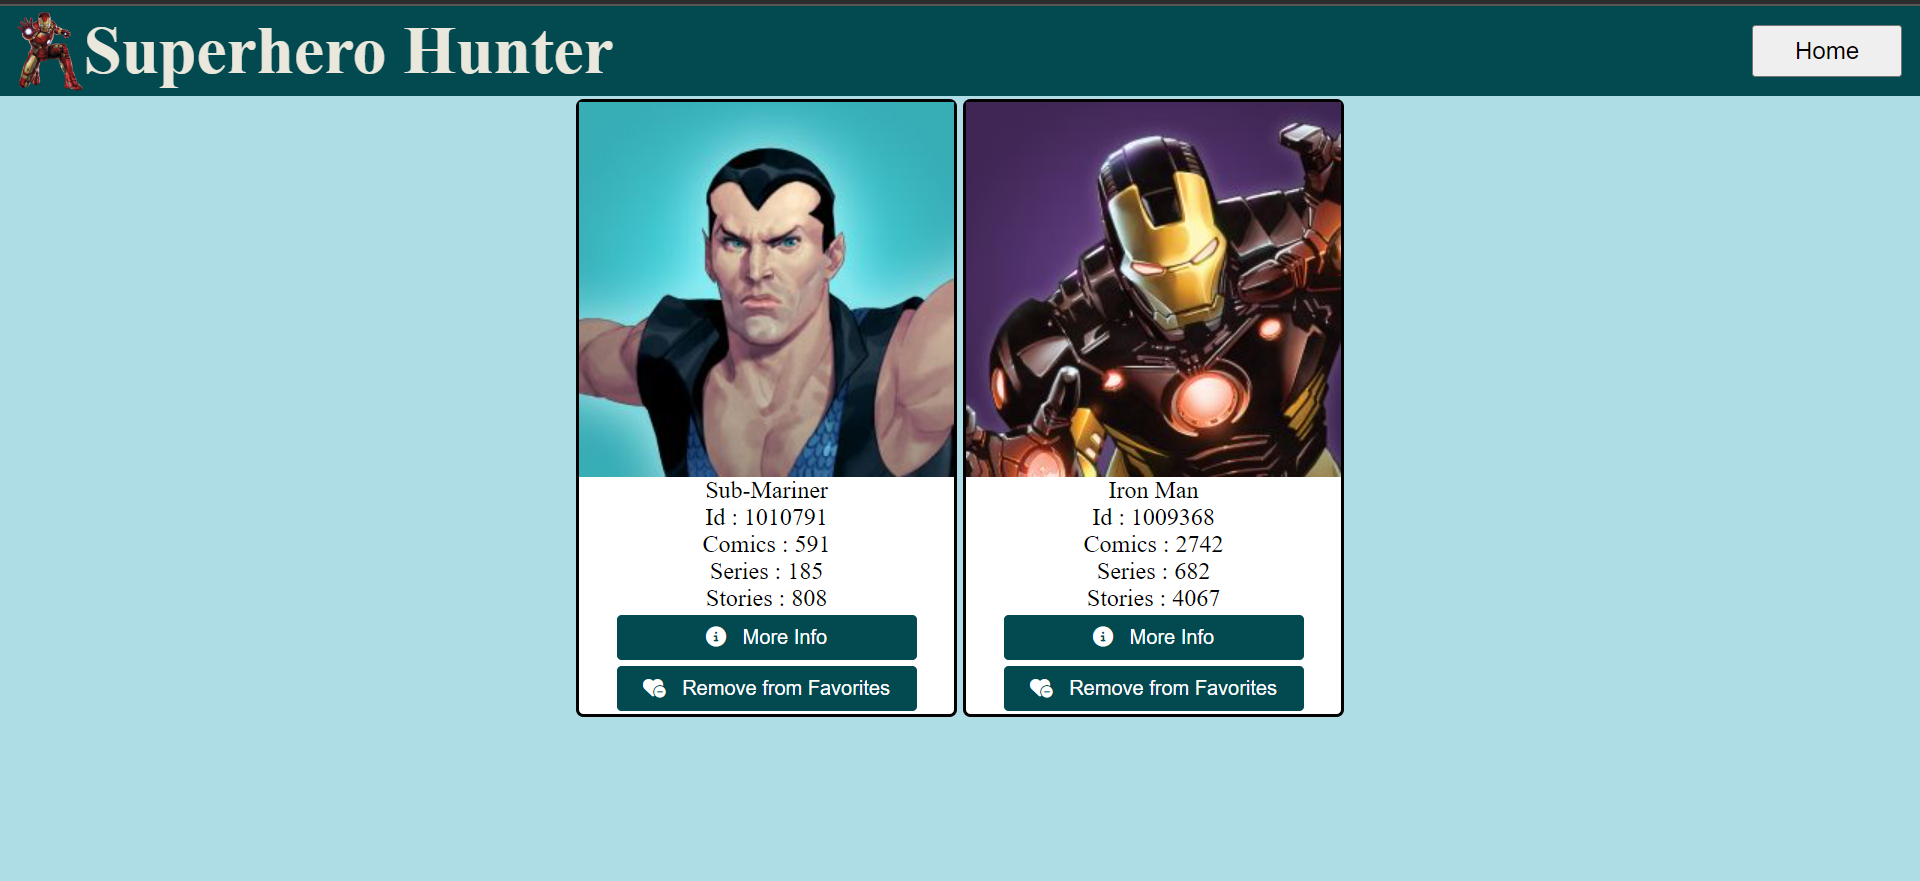 Superhero Hunter
Home
Sub-Mariner
Id : 1010791
Comics : 591
Series : 185
Stories : 808
More Info
Remove from Favorites
Iron Man
Id : 1009368
Comics : 2742
Series : 682
Stories : 4067
More Info
Remove from Favorites